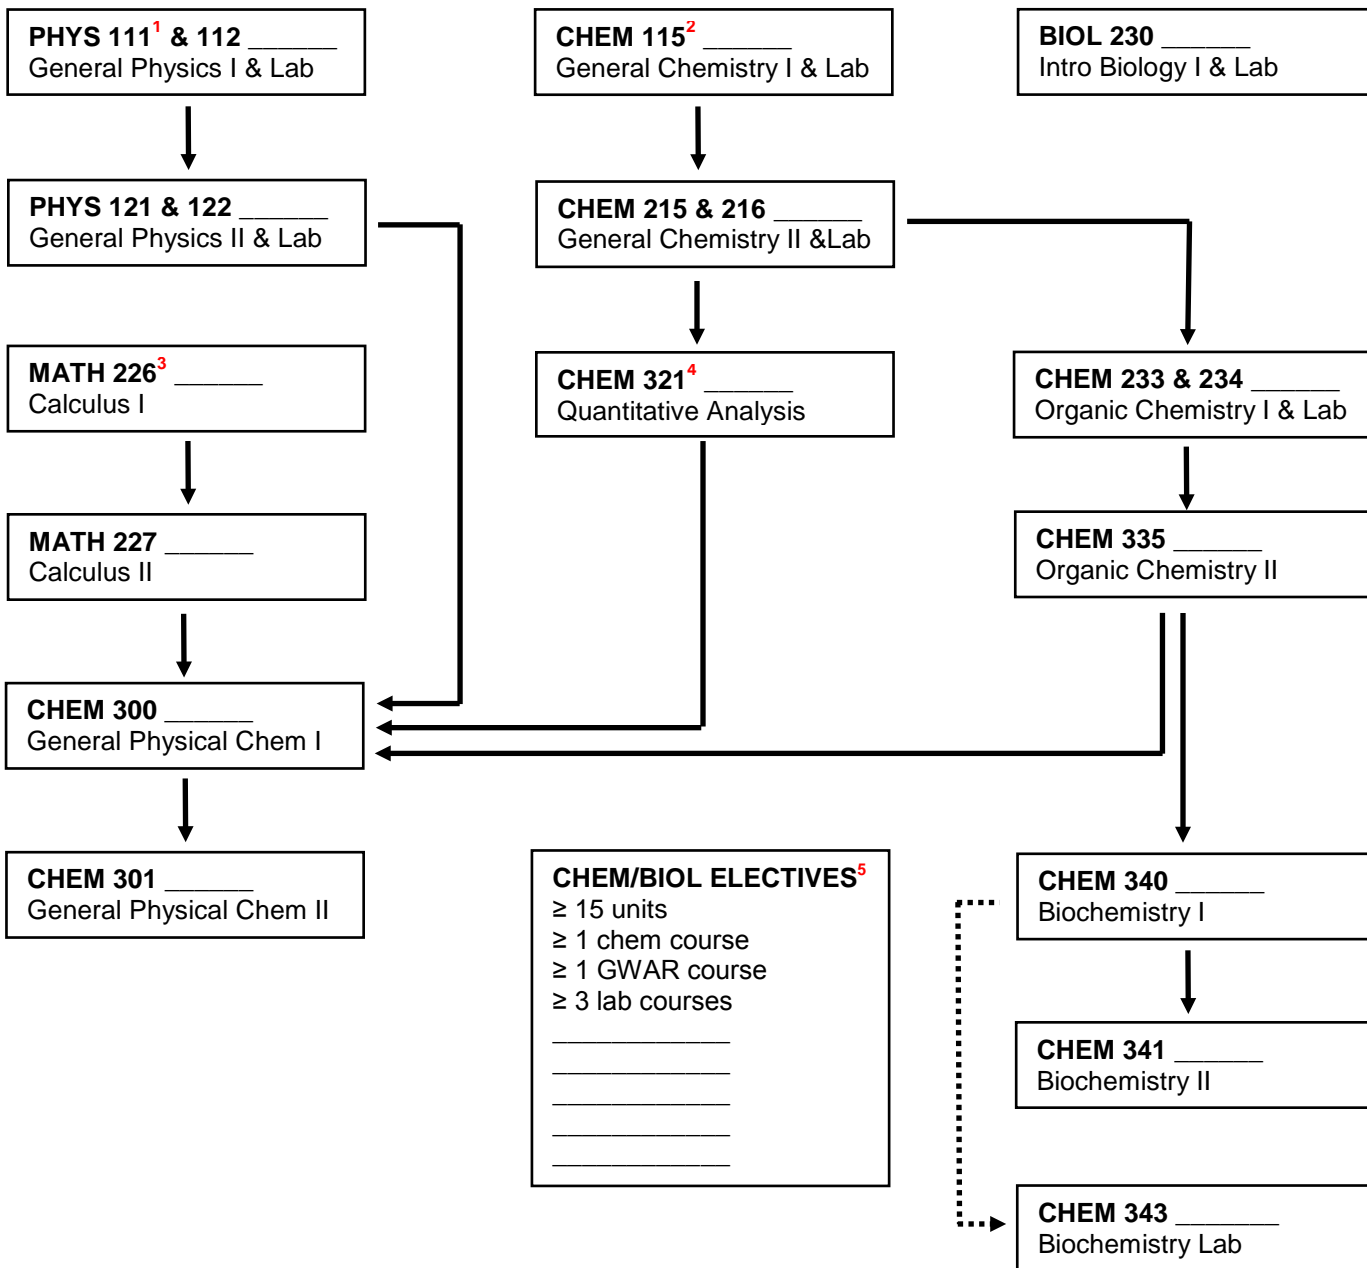 PHYS 111¹ & 112 ______
General Physics I & Lab
CHEM 115² ______
General Chemistry I & Lab
BIOL 230 ______
Intro Biology I & Lab
PHYS 121 & 122 ______
General Physics II & Lab
CHEM 215 & 216 ______
General Chemistry II &Lab
MATH 226³ ______
Calculus I
CHEM 321⁴ ______
Quantitative Analysis
CHEM 233 & 234 ______
Organic Chemistry I & Lab
MATH 227 ______
Calculus II
CHEM 335 ______
Organic Chemistry II
CHEM 300 ______
General Physical Chem I
CHEM 301 ______
General Physical Chem II
CHEM/BIOL ELECTIVES⁵
≥ 15 units
≥ 1 chem course
≥ 1 GWAR course
≥ 3 lab courses
____________
____________
____________
____________
____________
CHEM 340 ______
Biochemistry I
CHEM 341 ______
Biochemistry II
CHEM 343 _______
Biochemistry Lab